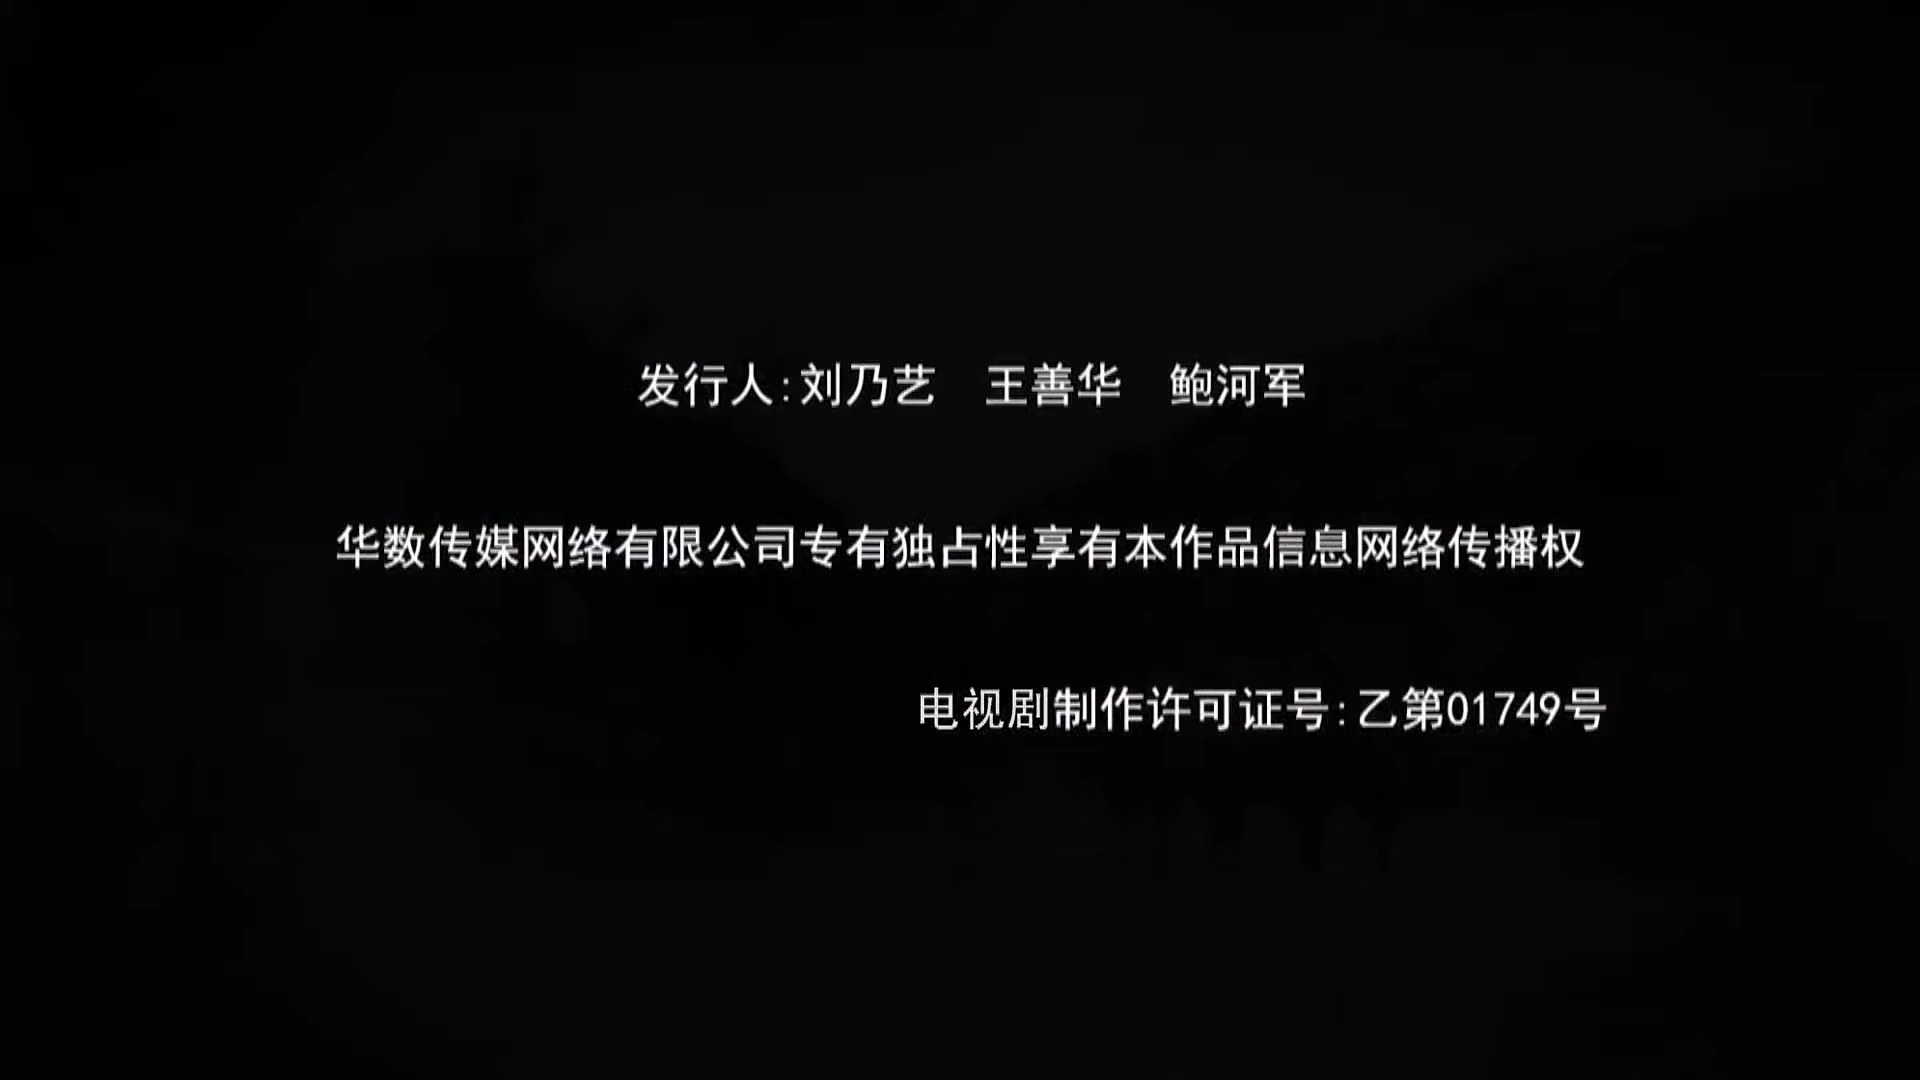 发行人:刘乃艺 王善华 鲍河军
华数传媒网络有限公司专有独占性享有本作品信息网络传播权
电视剧制作许可证号:乙第01749号